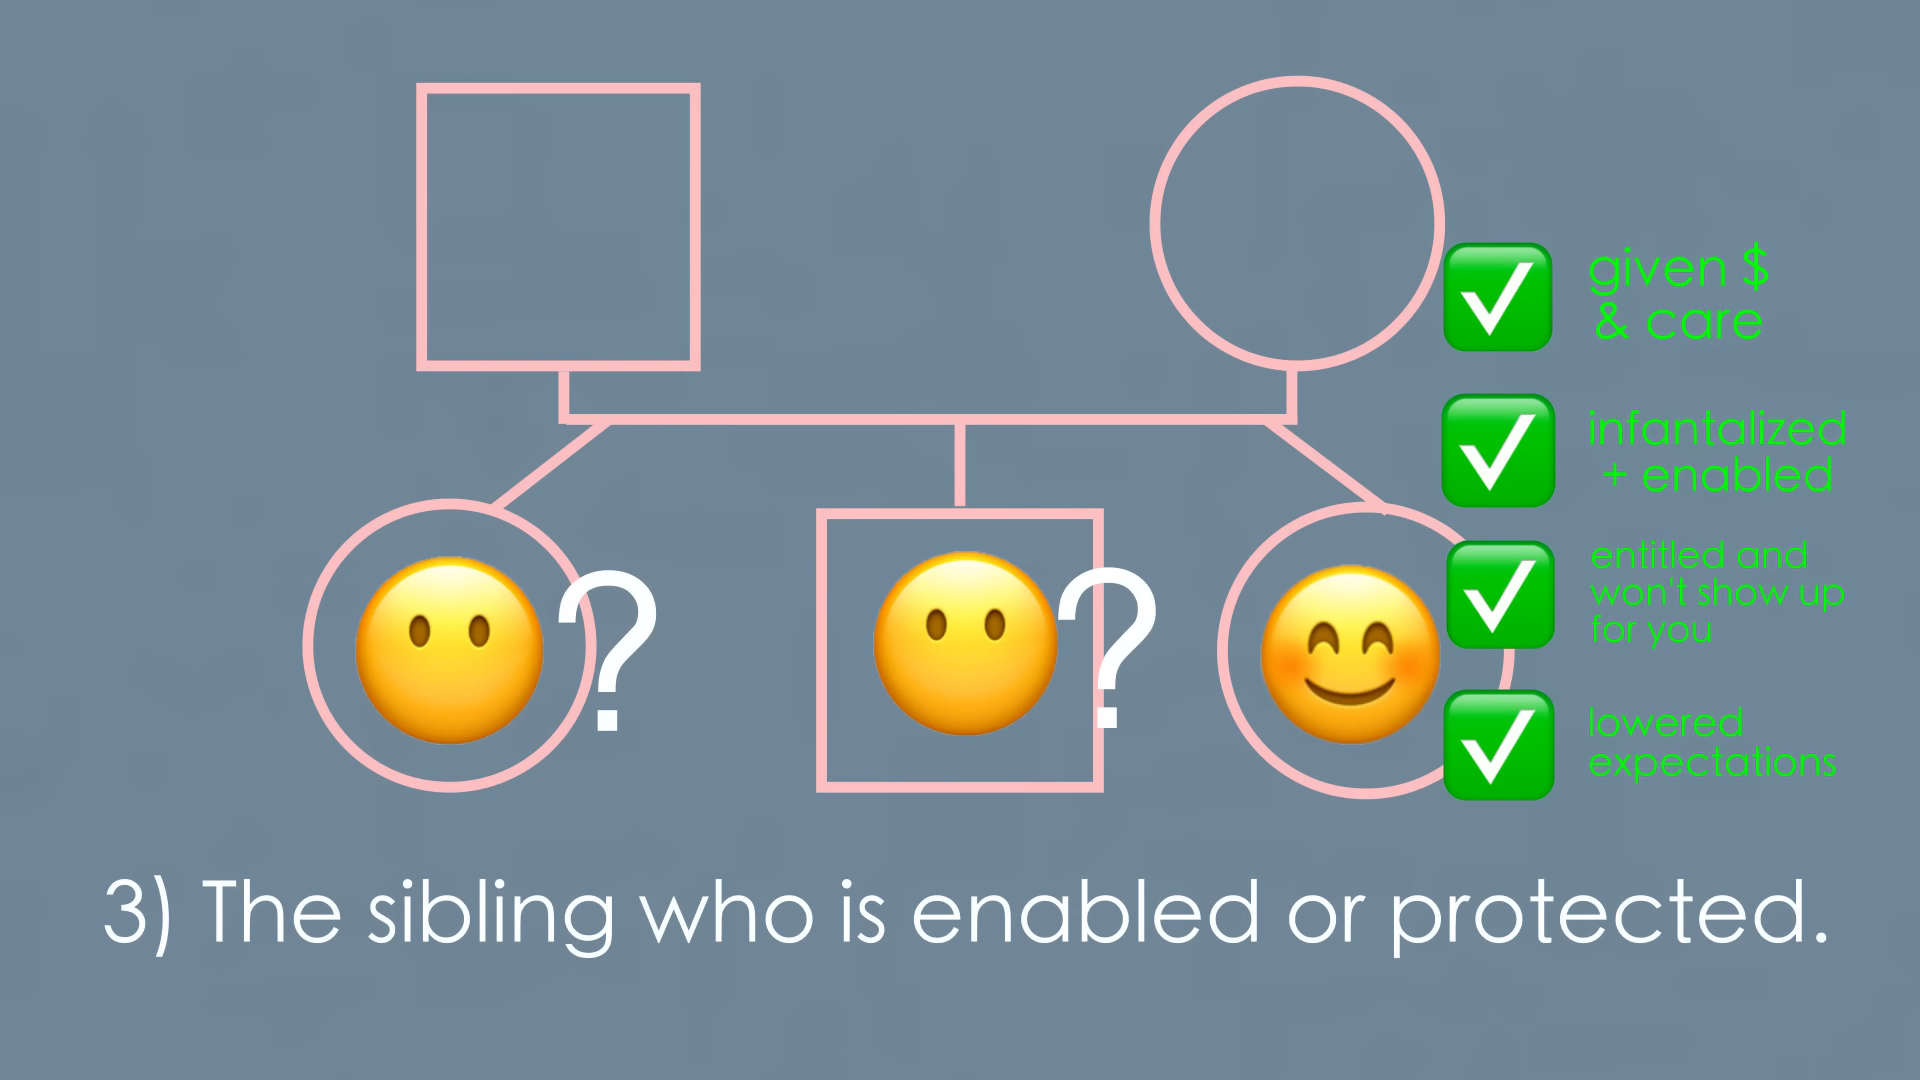 given $
& care
infantalized
+ enabled
entitled and
won't show up
for you
lowered
expectations
?
?
3) The sibling who is enabled or protected.